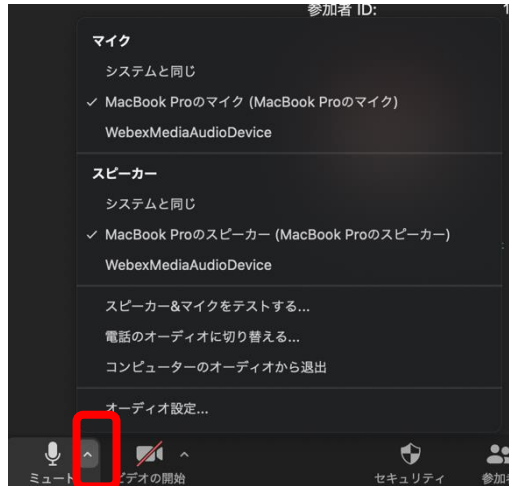 参加者 ID:
マイク
システムと同じ
✓ MacBook Proのマイク (MacBook Proのマイク)
WebexMediaAudioDevice
スピーカー
システムと同じ
✓ MacBook Proのスピーカー (MacBook Proのスピーカー)
WebexMediaAudioDevice
スピーカー&マイクをテストする...
電話のオーディオに切り替える...
コンピューターのオーディオから退出
オーディオ設定...
ミュート
ビデオの開始
セキュリティ
参加